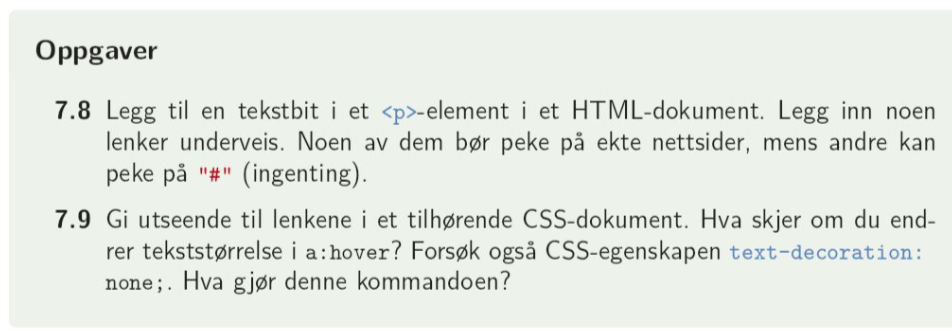 Oppgaver
7.8 Legg til en tekstbit i et <p>-element i et HTML-dokument. Legg inn noen
lenker underveis. Noen av dem bør peke på ekte nettsider, mens andre kan
peke på "#" (ingenting).
7.9 Gi utseende til lenkene i et tilhørende CSS-dokument. Hva skjer om du end-
rer tekststørrelse i a:hover? Forsøk også CSS-egenskapen text-decoration:
none;. Hva gjør denne kommandoen?